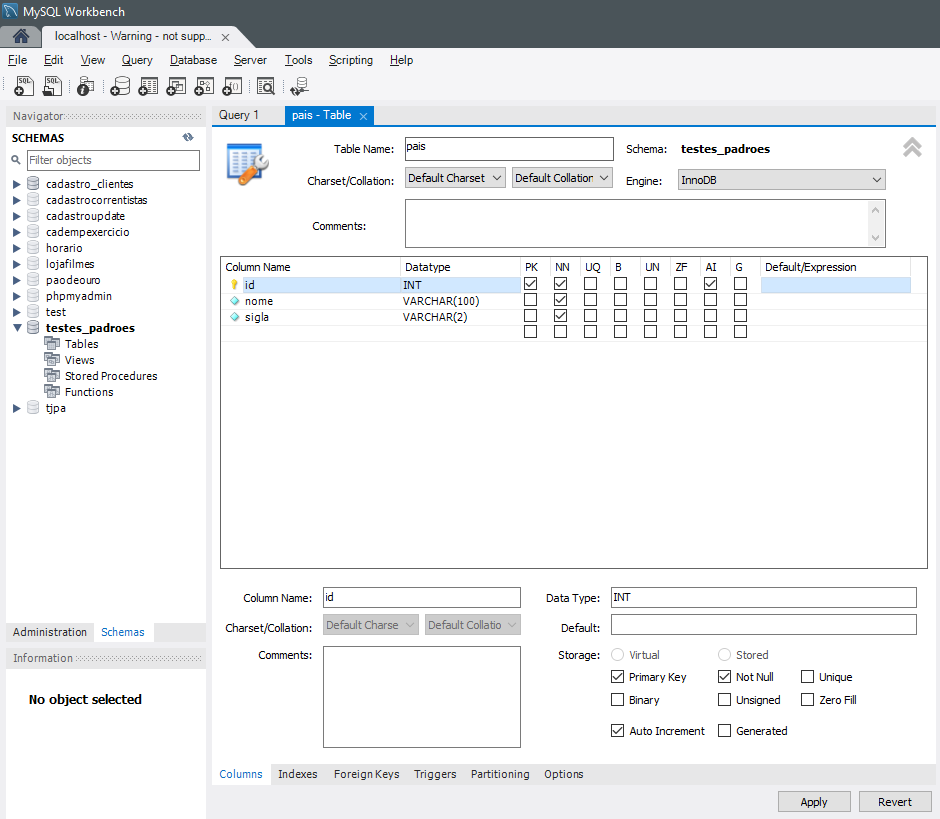 MySQL Workbench
localhost - Warning - not supp...
File Edit View Query Database Server Tools Scripting Help
SQL SQL
Navigator
SCHEMAS
Filter objects
cadastro_clientes
cadastrocorrentistas
cadastroupdate
cadempexercicio
horario
lojafilmes
paodeouro
phpmyadmin
test
testes_padroes
Tables
Views
Stored Procedures
Functions
tjpa
Administration Schemas
Information
No object selected
Query 1 pais - Table
Table Name: pais Schema: testes_padroes
Charset/Collation: Default Charset Default Collation Engine: InnoDB
Comments:
Column Name Datatype PK NN UQ B UN ZF AI G Default/Expression
id INT
nome VARCHAR(100)
sigla VARCHAR(2)
Column Name: id Data Type: INT
Charset/Collation: Default Charse Default Collatio Default:
Comments: Storage: Virtual Stored
Primary Key Not Null Unique
Binary Unsigned Zero Fill
Auto Increment Generated
Columns Indexes Foreign Keys Triggers Partitioning Options
Apply Revert